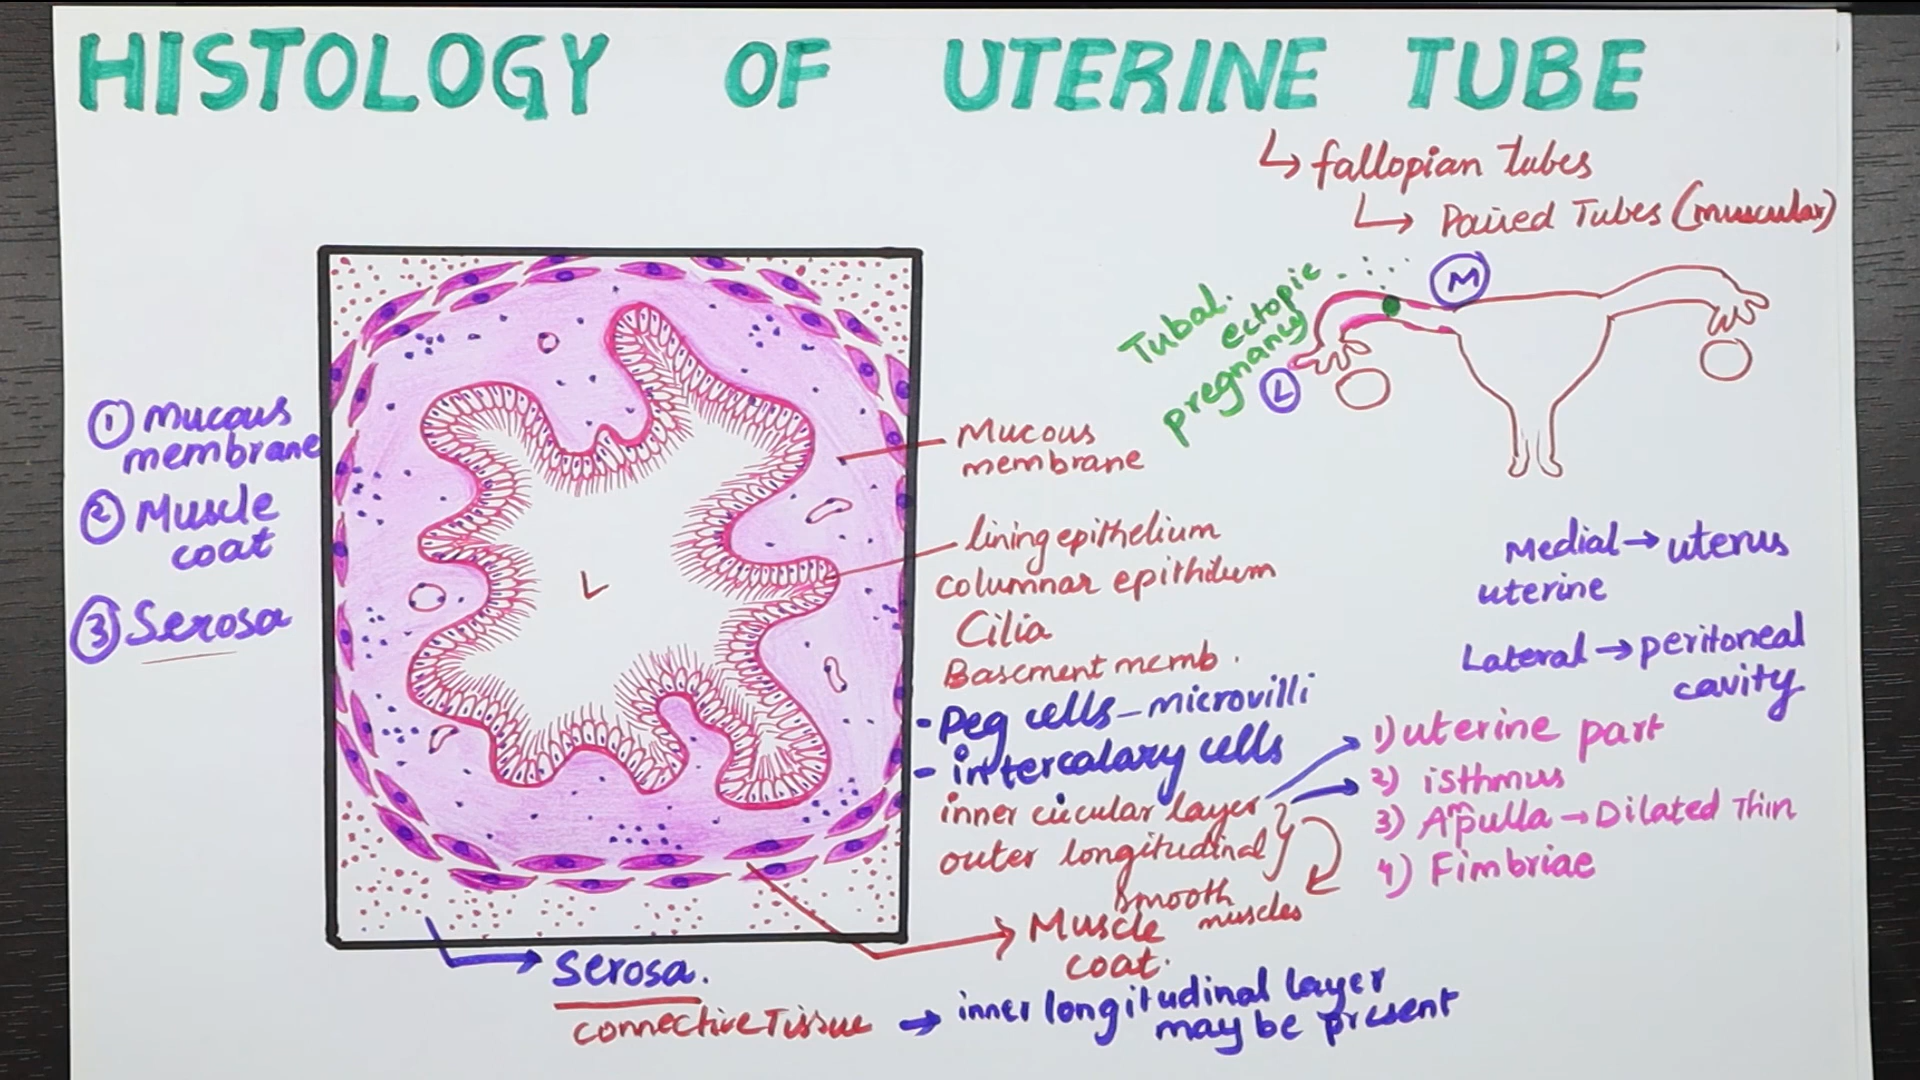 HISTOLOGY OF UTERINE TUBE
↳ fallopian tubes
↳ Paired Tubes (muscular)
Tubal
ectopic
pregnancy
M
L
① Mucous
membrane
② Muscle
coat
③ Serosa
L
Mucous
membrane
lining epithelium
columnar epithilum
Cilia
Basement memb.
- Peg cells - microvilli
- intercalary cells
inner circular layer
outer longitudinal
smooth
muscles
Muscle
coat.
Serosa.
connective Tissue → inner longitudinal layer
may be present
Medial → uterus
uterine
Lateral → peritoneal
cavity
1) uterine part
2) isthmus
3) Ampulla → Dilated Thin
4) Fimbriae